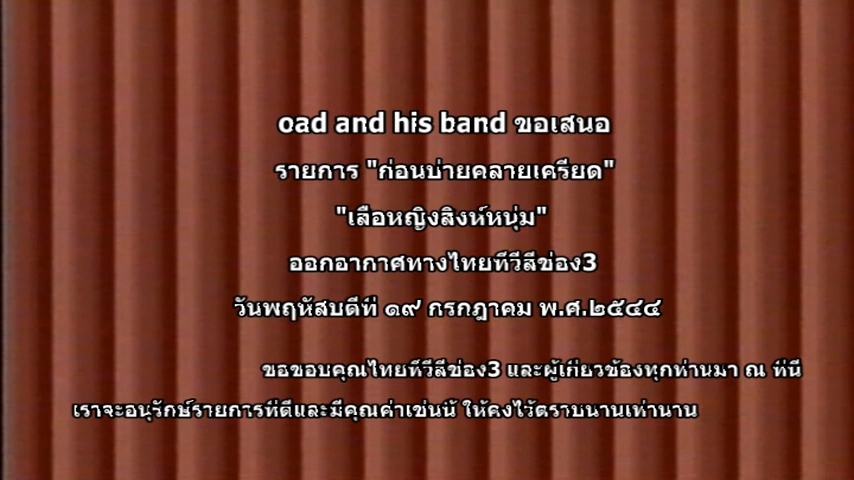 oad and his band ขอเสนอ
รายการ "ก่อนบ่ายคลายเครียด"
"เสือหญิงสิงห์หนุ่ม"
ออกอากาศทางไทยทีวีสีช่อง3
วันพฤหัสบดีที่ ๑๙ กรกฎาคม พ.ศ.๒๕๔๔
ขอขอบคุณไทยทีวีสีช่อง3 และผู้เกี่ยวข้องทุกท่านมา ณ ที่นี้
เราจะอนุรักษ์รายการที่ดีและมีคุณค่าเช่นนี้ ให้คงไว้ตราบนานเท่านาน